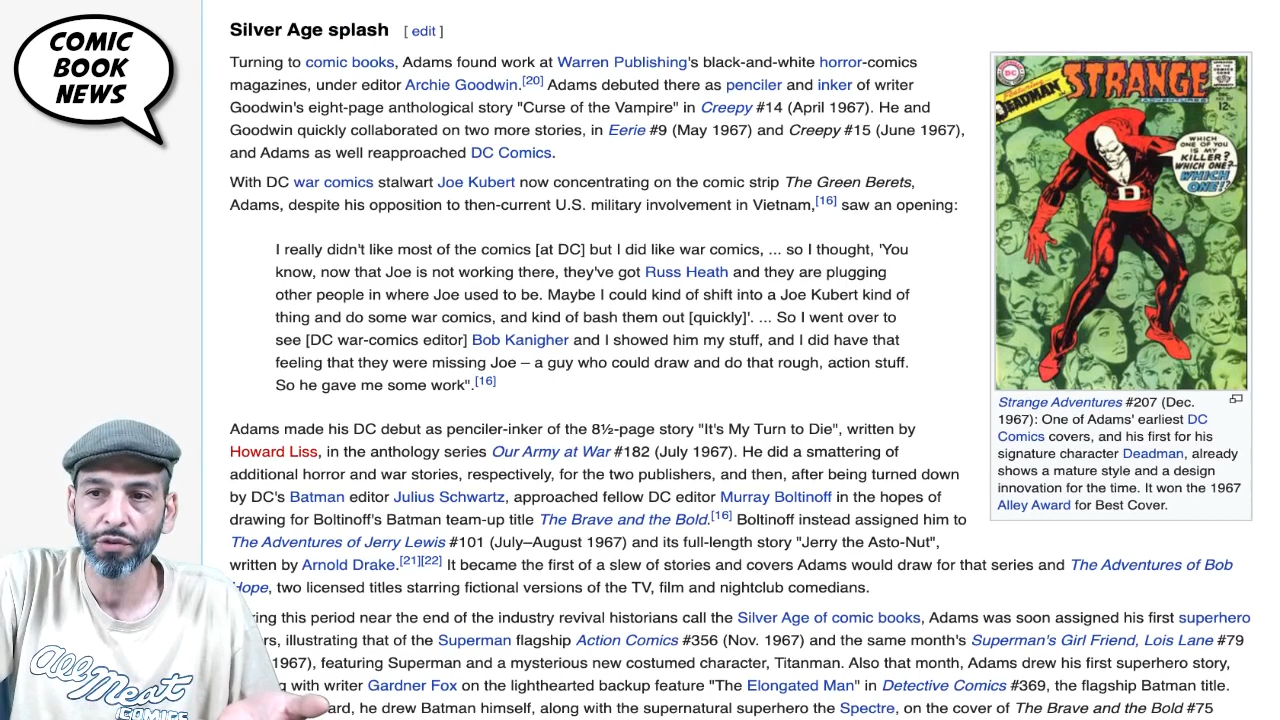 COMIC
BOOK
NEWS
Silver Age splash [ edit ]
Turning to comic books, Adams found work at Warren Publishing's black-and-white horror-comics
magazines, under editor Archie Goodwin.[20] Adams debuted there as penciler and inker of writer
Goodwin's eight-page anthological story "Curse of the Vampire" in Creepy #14 (April 1967). He and
Goodwin quickly collaborated on two more stories, in Eerie #9 (May 1967) and Creepy #15 (June 1967),
and Adams as well reapproached DC Comics.
With DC war comics stalwart Joe Kubert now concentrating on the comic strip The Green Berets,
Adams, despite his opposition to then-current U.S. military involvement in Vietnam,[16] saw an opening:
I really didn't like most of the comics [at DC] but I did like war comics, ... so I thought, 'You
know, now that Joe is not working there, they've got Russ Heath and they are plugging
other people in where Joe used to be. Maybe I could kind of shift into a Joe Kubert kind of
thing and do some war comics, and kind of bash them out [quickly]'. ... So I went over to
see [DC war-comics editor] Bob Kanigher and I showed him my stuff, and I did have that
feeling that they were missing Joe – a guy who could draw and do that rough, action stuff.
So he gave me some work".[16]
Adams made his DC debut as penciler-inker of the 8½-page story "It's My Turn to Die", written by
Howard Liss, in the anthology series Our Army at War #182 (July 1967). He did a smattering of
additional horror and war stories, respectively, for the two publishers, and then, after being turned down
by DC's Batman editor Julius Schwartz, approached fellow DC editor Murray Boltinoff in the hopes of
drawing for Boltinoff's Batman team-up title The Brave and the Bold.[16] Boltinoff instead assigned him to
The Adventures of Jerry Lewis #101 (July–August 1967) and its full-length story "Jerry the Asto-Nut",
written by Arnold Drake.[21][22] It became the first of a slew of stories and covers Adams would draw for that series and The Adventures of Bob
Hope, two licensed titles starring fictional versions of the TV, film and nightclub comedians.
ing this period near the end of the industry revival historians call the Silver Age of comic books, Adams was soon assigned his first superhero
rs, illustrating that of the Superman flagship Action Comics #356 (Nov. 1967) and the same month's Superman's Girl Friend, Lois Lane #79
1967), featuring Superman and a mysterious new costumed character, Titanman. Also that month, Adams drew his first superhero story,
g with writer Gardner Fox on the lighthearted backup feature "The Elongated Man" in Detective Comics #369, the flagship Batman title.
ard, he drew Batman himself, along with the supernatural superhero the Spectre, on the cover of The Brave and the Bold #75
DC
Featuring
DEADMAN
STRANGE
ADVENTURES
12¢
WHICH
ONE OF YOU
IS MY
KILLER?
WHICH ONE?
WHICH
ONE!?
D
Strange Adventures #207 (Dec.
1967): One of Adams' earliest DC
Comics covers, and his first for his
signature character Deadman, already
shows a mature style and a design
innovation for the time. It won the 1967
Alley Award for Best Cover.
All Meat
COMICS